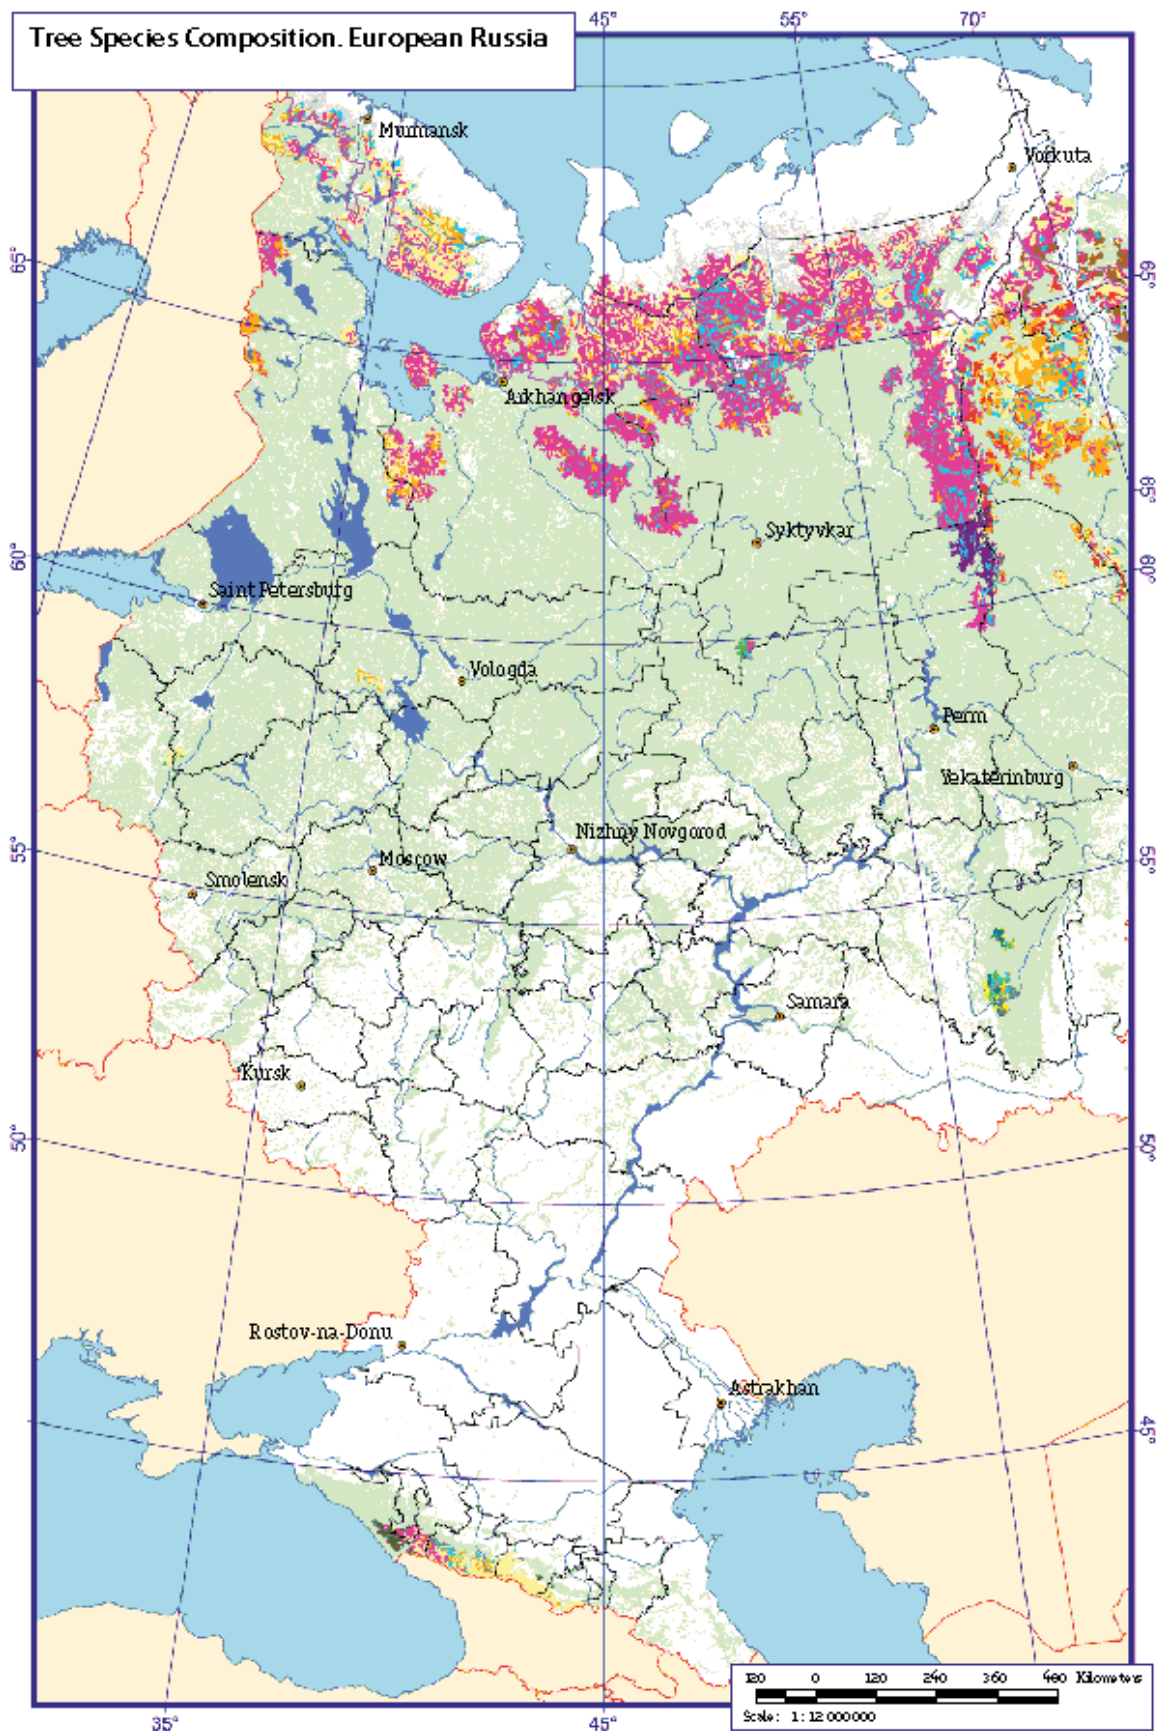 Tree Species Composition. European Russia
45°
55°
70°
Murmansk
Vorkuta
65°
65°
Arkhangelsk
Syktyvkar
60°
60°
Saint Petersburg
Vologda
Perm
Yekaterinburg
Nizhny Novgorod
Moscow
55°
55°
Smolensk
Samara
Kursk
50°
50°
Rostov-na-Donu
Astrakhan
120 0 120 240 360 480 Kilometers
Scale: 1:12 000000
35°
45°